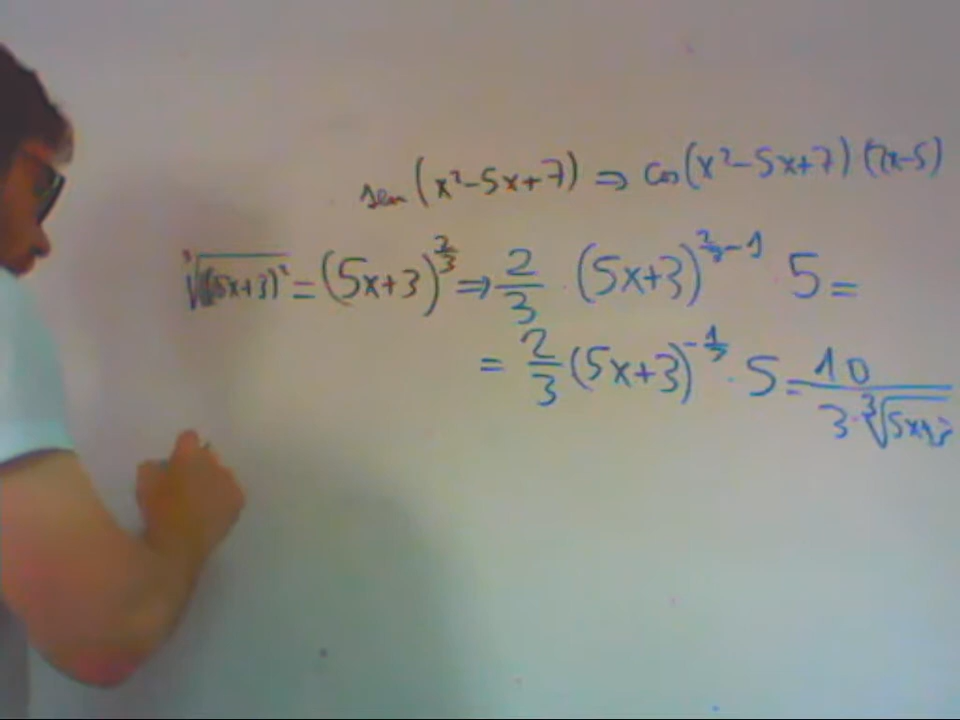 sen (x²-5x+7) ⇒ cos(x²-5x+7) (2x-5)
∛(5x+3)² = (5x+3)^(2/3) ⇒ 2/3 · (5x+3)^(2/3-1) 5 =
= 2/3 (5x+3)^(-1/3) · 5 = 10/(3·∛5x+3)